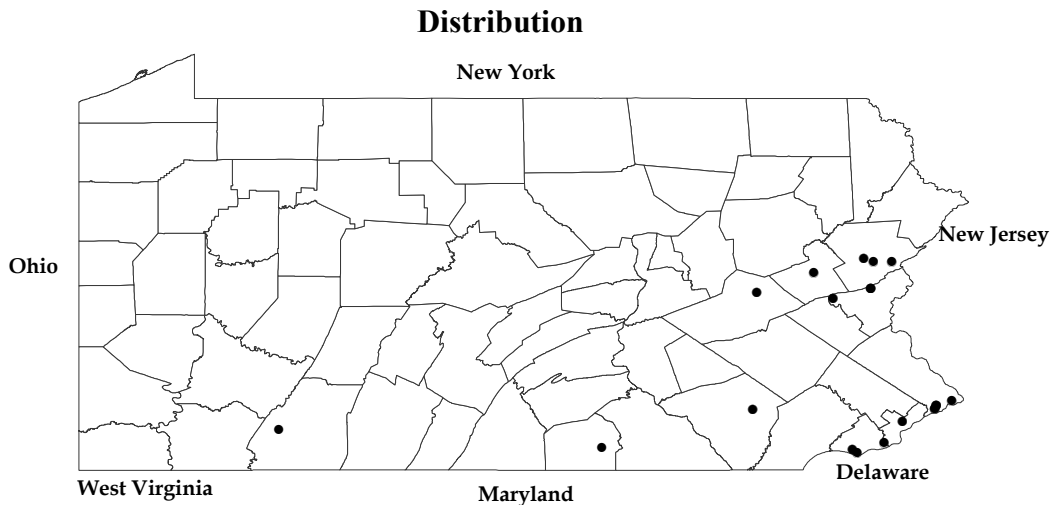 Distribution
New York
New Jersey
Ohio
Delaware
West Virginia
Maryland